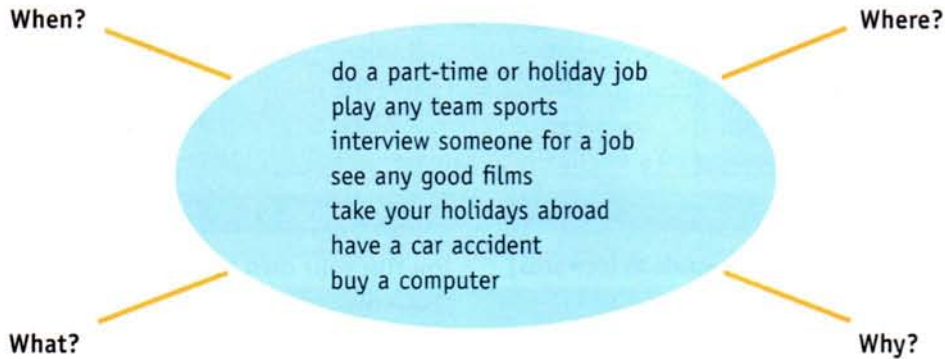 When?
Where?
do a part-time or holiday job
play any team sports
interview someone for a job
see any good films
take your holidays abroad
have a car accident
buy a computer
What?
Why?